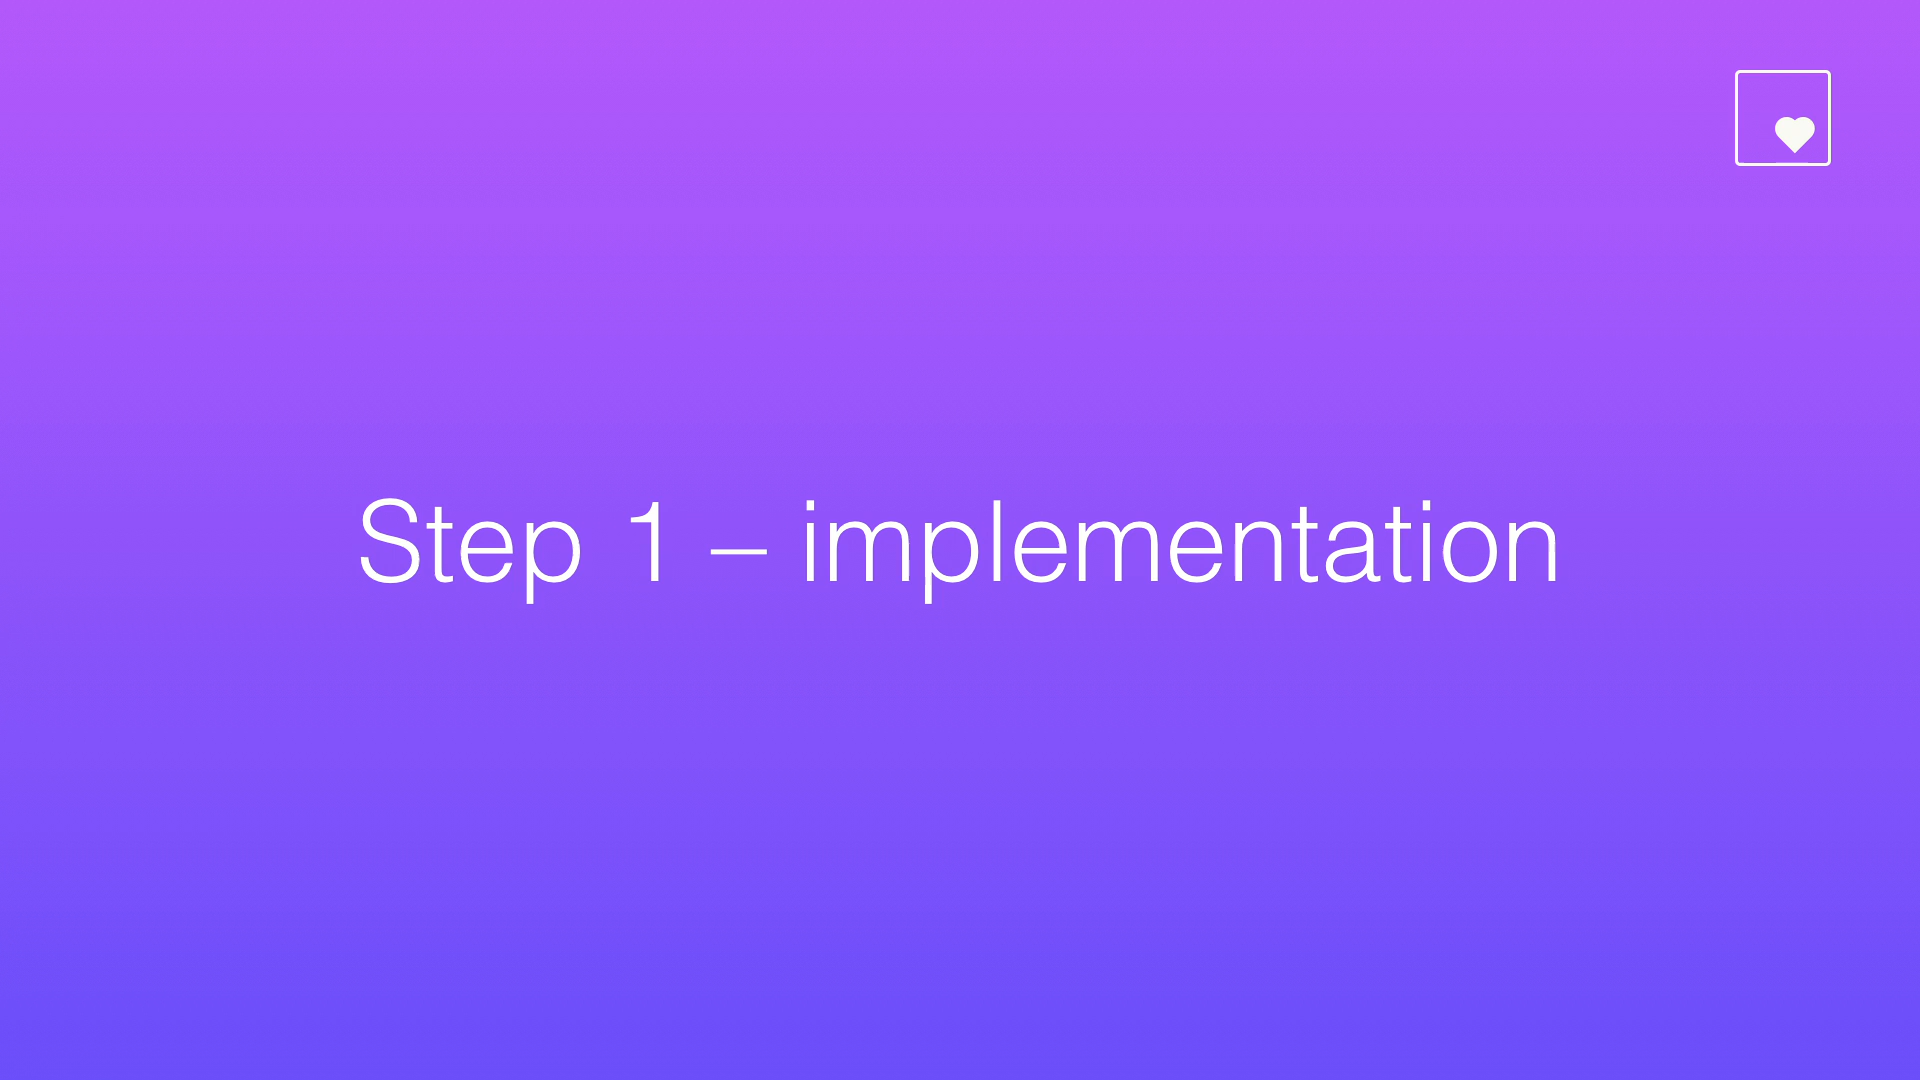 Step 1 – implementation